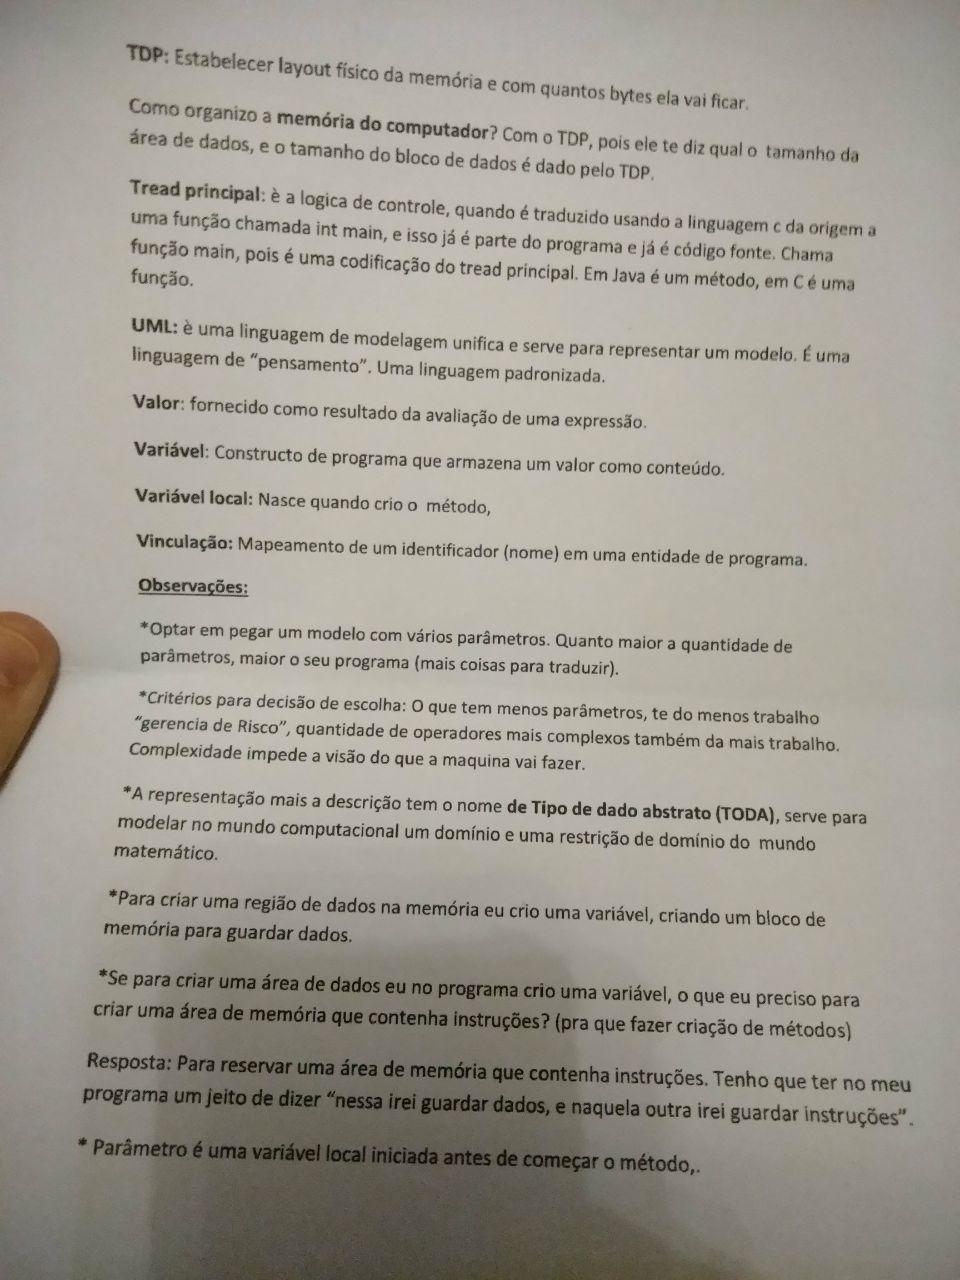 TDP: Estabelecer layout físico da memória e com quantos bytes ela vai ficar.
Como organizo a memória do computador? Com o TDP, pois ele te diz qual o tamanho da
área de dados, e o tamanho do bloco de dados é dado pelo TDP.
Tread principal: è a logica de controle, quando é traduzido usando a linguagem c da origem a
uma função chamada int main, e isso já é parte do programa e já é código fonte. Chama
função main, pois é uma codificação do tread principal. Em Java é um método, em C é uma
função.
UML: è uma linguagem de modelagem unifica e serve para representar um modelo. É uma
linguagem de “pensamento”. Uma linguagem padronizada.
Valor: fornecido como resultado da avaliação de uma expressão.
Variável: Constructo de programa que armazena um valor como conteúdo.
Variável local: Nasce quando crio o método,
Vinculação: Mapeamento de um identificador (nome) em uma entidade de programa.
Observações:
*Optar em pegar um modelo com vários parâmetros. Quanto maior a quantidade de
parâmetros, maior o seu programa (mais coisas para traduzir).
*Critérios para decisão de escolha: O que tem menos parâmetros, te do menos trabalho
“gerencia de Risco”, quantidade de operadores mais complexos também da mais trabalho.
Complexidade impede a visão do que a maquina vai fazer.
*A representação mais a descrição tem o nome de Tipo de dado abstrato (TODA), serve para
modelar no mundo computacional um domínio e uma restrição de domínio do mundo
matemático.
*Para criar uma região de dados na memória eu crio uma variável, criando um bloco de
memória para guardar dados.
*Se para criar uma área de dados eu no programa crio uma variável, o que eu preciso para
criar uma área de memória que contenha instruções? (pra que fazer criação de métodos)
Resposta: Para reservar uma área de memória que contenha instruções. Tenho que ter no meu
programa um jeito de dizer “nessa irei guardar dados, e naquela outra irei guardar instruções”.
* Parâmetro é uma variável local iniciada antes de começar o método,.